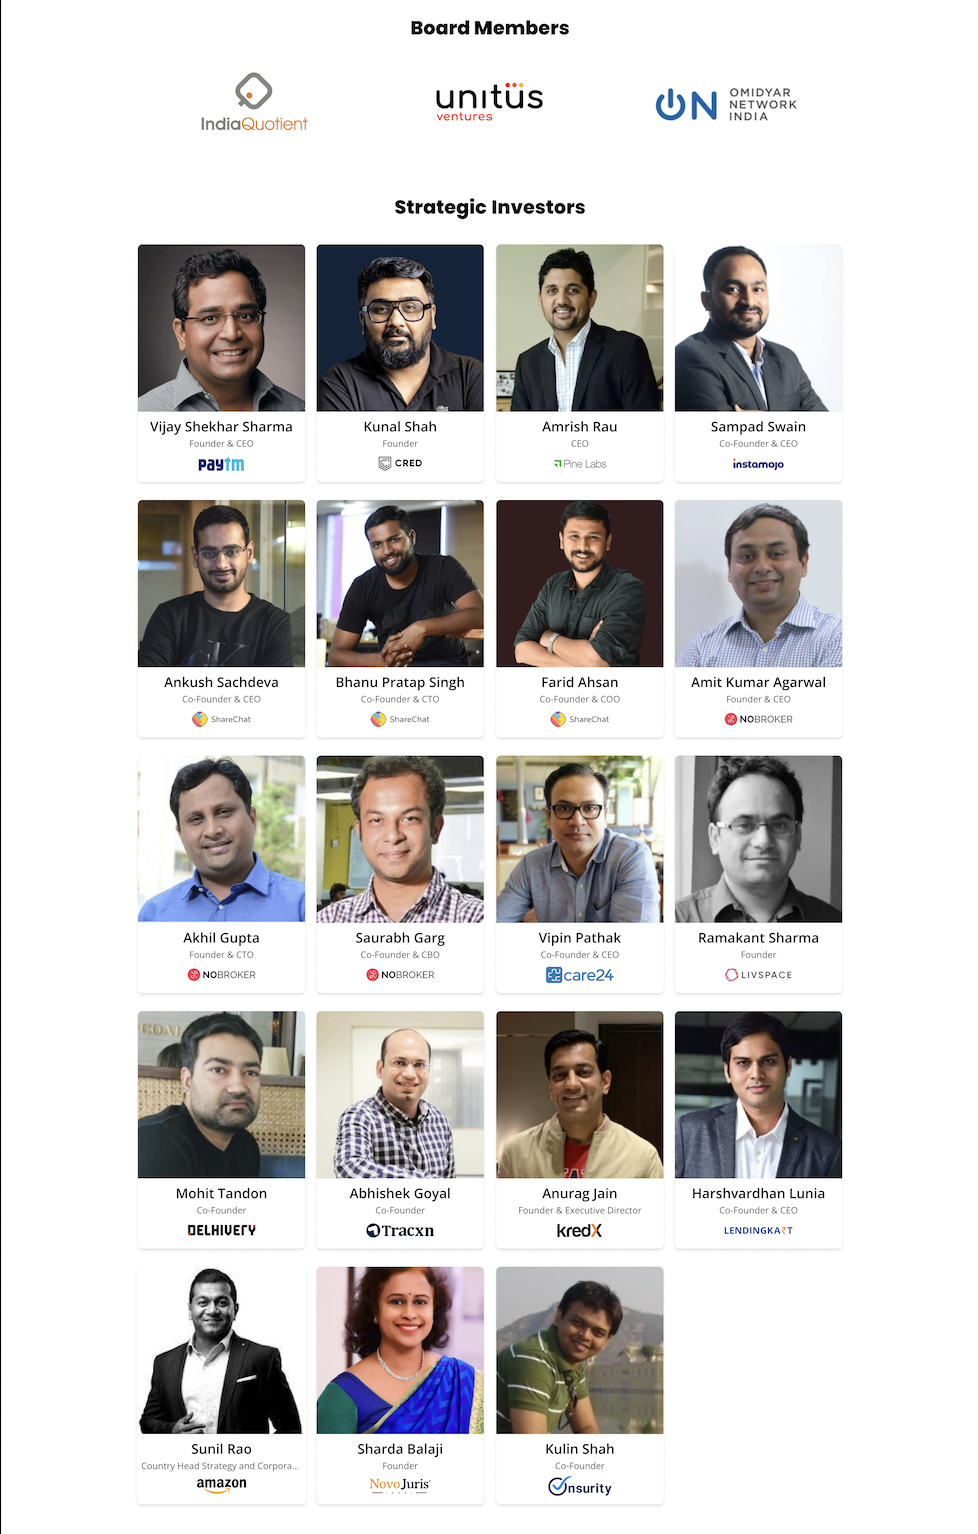 Board Members
IndiaQuotient
unitus
ventures
ON
OMIDYAR
NETWORK
INDIA
Strategic Investors
Vijay Shekhar Sharma
Founder & CEO
paytm
Kunal Shah
Founder
CRED
Amrish Rau
CEO
Pine Labs
Sampad Swain
Co-Founder & CEO
instamojo
Ankush Sachdeva
Co-Founder & CEO
ShareChat
Bhanu Pratap Singh
Co-Founder & CTO
ShareChat
Farid Ahsan
Co-Founder & COO
ShareChat
Amit Kumar Agarwal
Founder & CEO
NOBROKER
Akhil Gupta
Founder & CTO
NOBROKER
Saurabh Garg
Co-Founder & CBO
NOBROKER
Vipin Pathak
Co-Founder & CEO
care24
Ramakant Sharma
Founder
LIVSPACE
Mohit Tandon
Co-Founder
DELHIVERY
Abhishek Goyal
Co-Founder
Tracxn
Anurag Jain
Founder & Executive Director
kredX
Harshvardhan Lunia
Co-Founder & CEO
LENDINGKA₹T
Sunil Rao
Country Head Strategy and Corpora...
amazon
Sharda Balaji
Founder
NovoJuris
Kulin Shah
Co-Founder
Onsurity